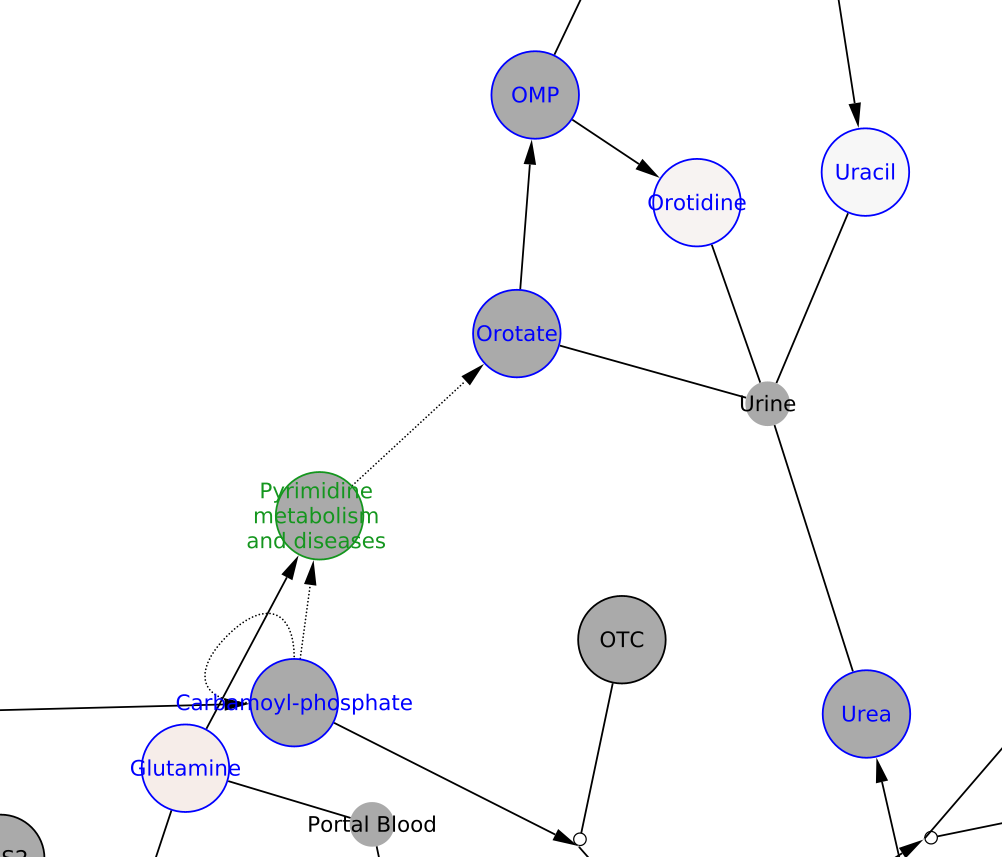 OMP
Uracil
Orotidine
Orotate
Urine
Pyrimidine
metabolism
and diseases
OTC
Carbamoyl-phosphate
Urea
Glutamine
Portal Blood